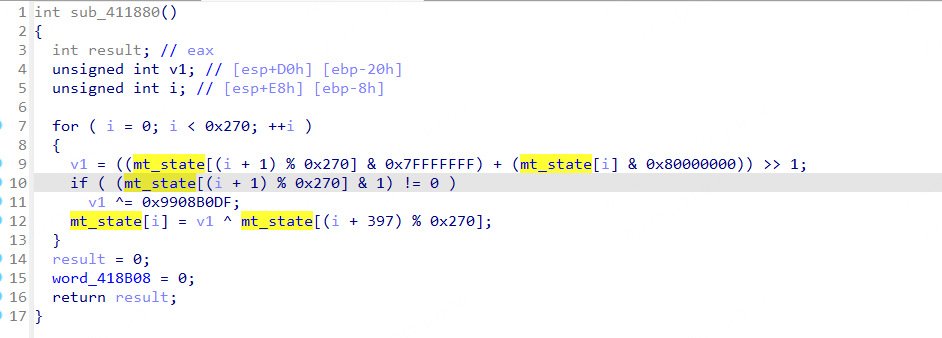 1 int sub_411880()
2 {
3   int result; // eax
4   unsigned int v1; // [esp+D0h] [ebp-20h]
5   unsigned int i; // [esp+E8h] [ebp-8h]
6
7   for ( i = 0; i < 0x270; ++i )
8   {
9     v1 = ((mt_state[(i + 1) % 0x270] & 0x7FFFFFFF) + (mt_state[i] & 0x80000000)) >> 1;
10     if ( (mt_state[(i + 1) % 0x270] & 1) != 0 )
11       v1 ^= 0x9908B0DF;
12     mt_state[i] = v1 ^ mt_state[(i + 397) % 0x270];
13   }
14   result = 0;
15   word_418B08 = 0;
16   return result;
17 }